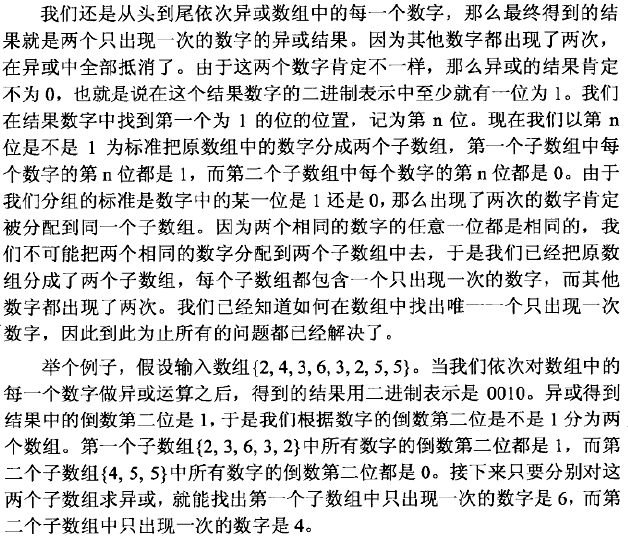 我们还是从头到尾依次异或数组中的每一个数字，那么最终得到的结
果就是两个只出现一次的数字的异或结果。因为其他数字都出现了两次，
在异或中全部抵消了。由于这两个数字肯定不一样，那么异或的结果肯定
不为 0，也就是说在这个结果数字的二进制表示中至少就有一位为 1。我们
在结果数字中找到第一个为 1 的位的位置，记为第 n 位。现在我们以第 n
位是不是 1 为标准把原数组中的数字分成两个子数组，第一个子数组中每
个数字的第 n 位都是 1，而第二个子数组中每个数字的第 n 位都是 0。由于
我们分组的标准是数字中的某一位是 1 还是 0，那么出现了两次的数字肯定
被分配到同一个子数组。因为两个相同的数字的任意一位都是相同的，我
们不可能把两个相同的数字分配到两个子数组中去，于是我们已经把原数
组分成了两个子数组，每个子数组都包含一个只出现一次的数字，而其他
数字都出现了两次。我们已经知道如何在数组中找出唯一一个只出现一次
数字，因此到此为止所有的问题都已经解决了。
举个例子，假设输入数组{2, 4, 3, 6, 3, 2, 5, 5}。当我们依次对数组中的
每一个数字做异或运算之后，得到的结果用二进制表示是 0010。异或得到
结果中的倒数第二位是 1，于是我们根据数字的倒数第二位是不是 1 分为两
个数组。第一个子数组{2, 3, 6, 3, 2}中所有数字的倒数第二位都是 1，而第
二个子数组{4, 5, 5}中所有数字的倒数第二位都是 0。接下来只要分别对这
两个子数组求异或，就能找出第一个子数组中只出现一次的数字是 6，而第
二个子数组中只出现一次的数字是 4。